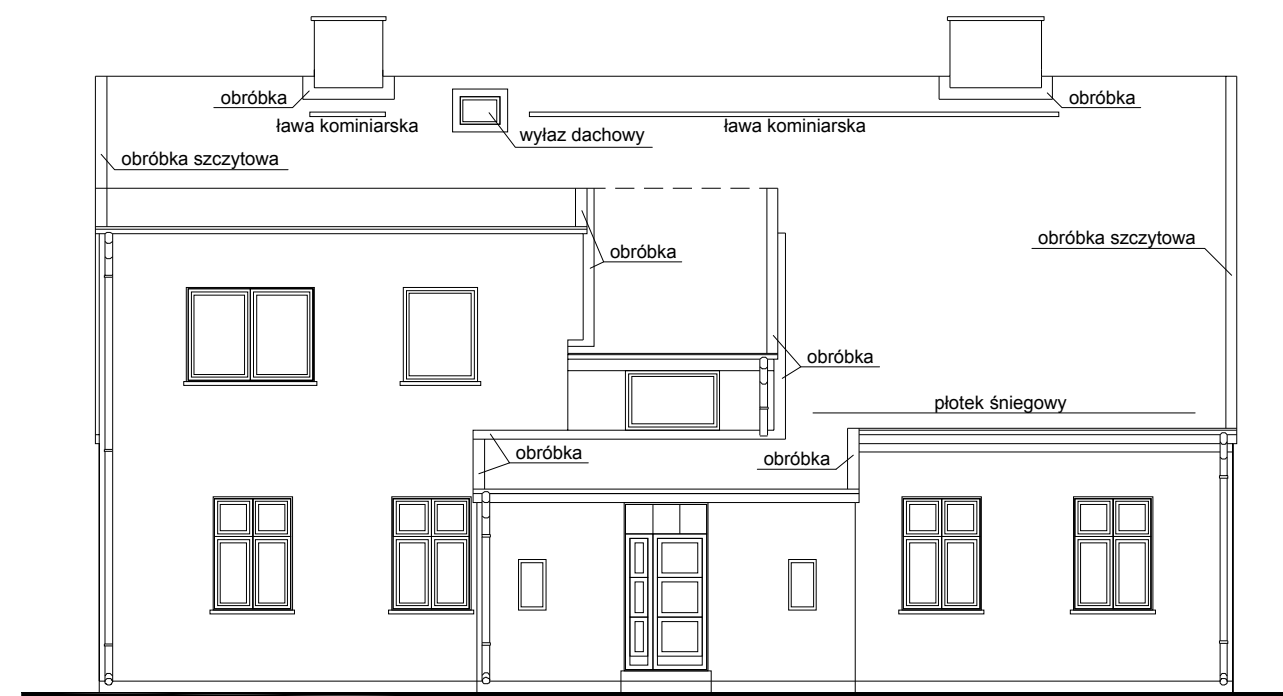 obróbka
obróbka
ława kominiarska
ława kominiarska
wyłaz dachowy
obróbka szczytowa
obróbka szczytowa
obróbka
obróbka
płotek śniegowy
obróbka
obróbka